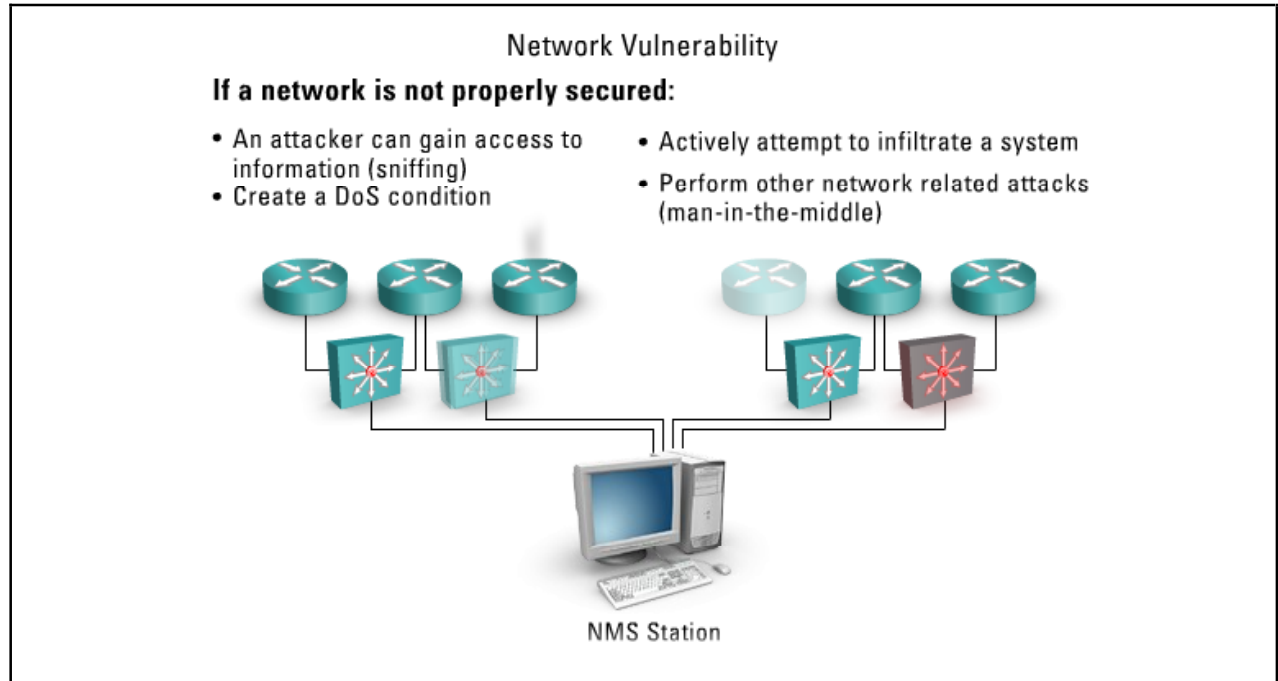 Network Vulnerability
If a network is not properly secured:
• An attacker can gain access to
information (sniffing)
• Create a DoS condition
• Actively attempt to infiltrate a system
• Perform other network related attacks
(man-in-the-middle)
NMS Station